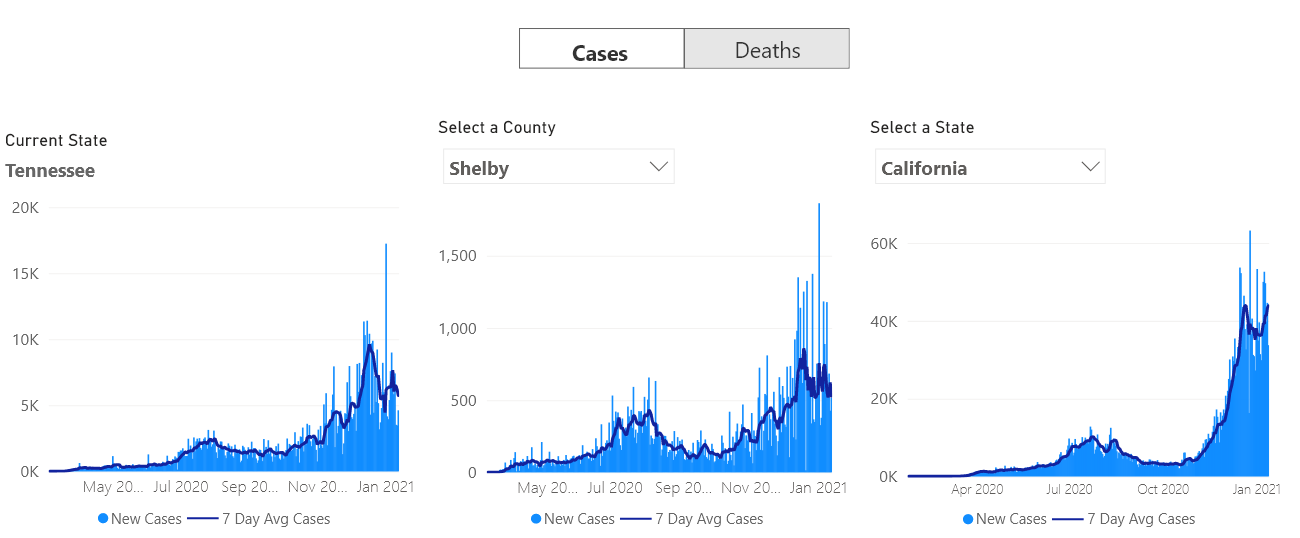 Cases
Deaths
Current State
Tennessee
20K
15K
10K
5K
0K
May 20... Jul 2020 Sep 20... Nov 20... Jan 2021
New Cases 7 Day Avg Cases
Select a County
Shelby
1,500
1,000
500
0
May 20... Jul 2020 Sep 20... Nov 20... Jan 2021
New Cases 7 Day Avg Cases
Select a State
California
60K
40K
20K
0K
Apr 2020 Jul 2020 Oct 2020 Jan 2021
New Cases 7 Day Avg Cases